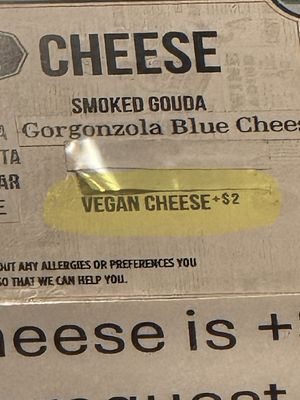 CHEESE
SMOKED GOUDA
Gorgonzola Blue Chees
TA
AR
E
VEGAN CHEESE +$2
OUT ANY ALLERGIES OR PREFERENCES YOU
SO THAT WE CAN HELP YOU.
eese is +